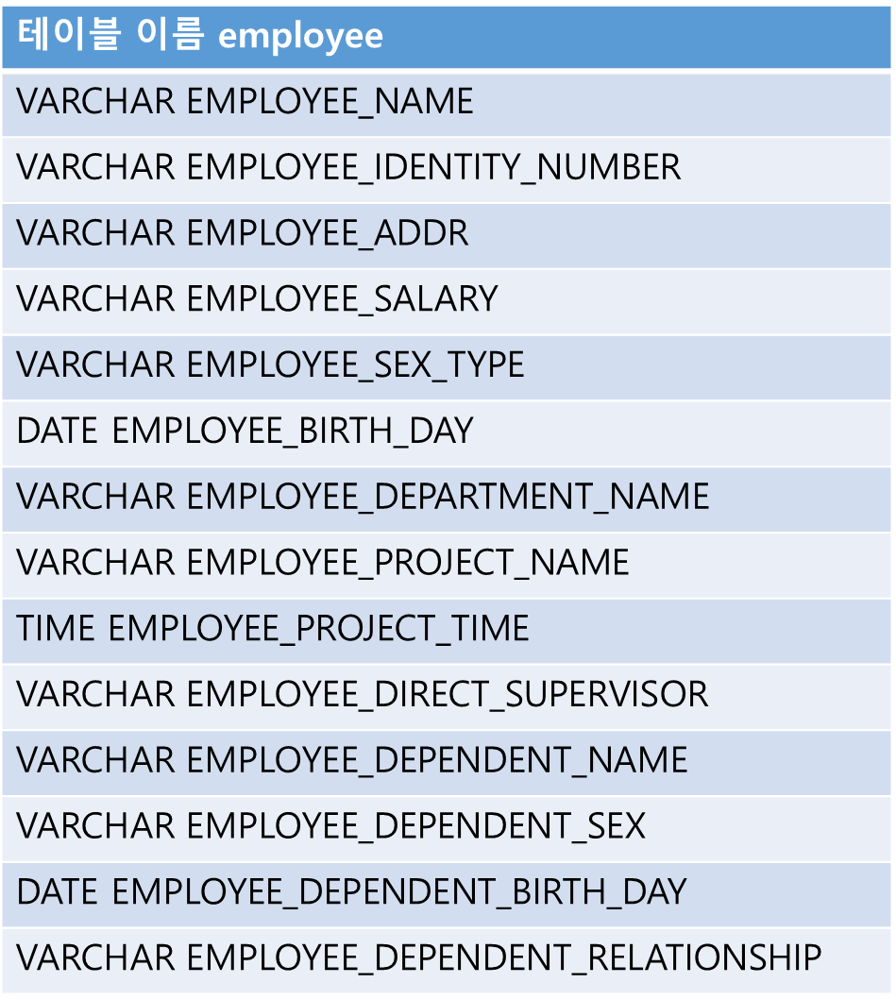 테이블 이름 employee
VARCHAR EMPLOYEE_NAME
VARCHAR EMPLOYEE_IDENTITY_NUMBER
VARCHAR EMPLOYEE_ADDR
VARCHAR EMPLOYEE_SALARY
VARCHAR EMPLOYEE_SEX_TYPE
DATE EMPLOYEE_BIRTH_DAY
VARCHAR EMPLOYEE_DEPARTMENT_NAME
VARCHAR EMPLOYEE_PROJECT_NAME
TIME EMPLOYEE_PROJECT_TIME
VARCHAR EMPLOYEE_DIRECT_SUPERVISOR
VARCHAR EMPLOYEE_DEPENDENT_NAME
VARCHAR EMPLOYEE_DEPENDENT_SEX
DATE EMPLOYEE_DEPENDENT_BIRTH_DAY
VARCHAR EMPLOYEE_DEPENDENT_RELATIONSHIP